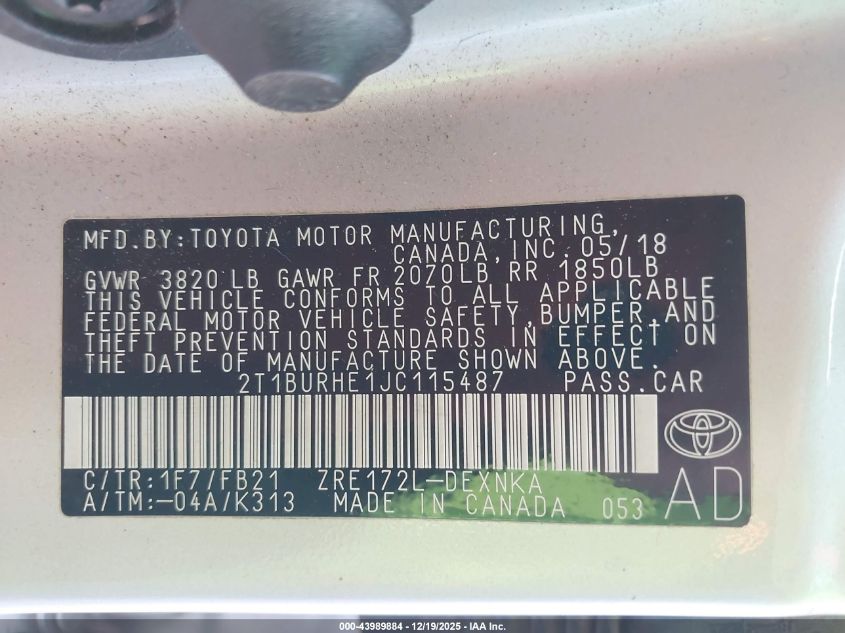 MFD.BY:TOYOTA MOTOR MANUFACTURING,
CANADA,INC.05/18
GVWR 3820 LB GAWR FR 2070LB RR 1850LB
THIS VEHICLE CONFORMS TO ALL APPLICABLE
FEDERAL MOTOR VEHICLE SAFETY,BUMPER,AND
THEFT PREVENTION STANDARDS IN EFFECT ON
THE DATE OF MANUFACTURE SHOWN ABOVE.
2T1BURHE1JC115487 PASS.CAR
C/TR:1F7/FB21 ZRE172L-DEXNKA
A/TM:-04A/K313 MADE IN CANADA 053
AD
000-43989884 | 12/19/2025 - IAA Inc.